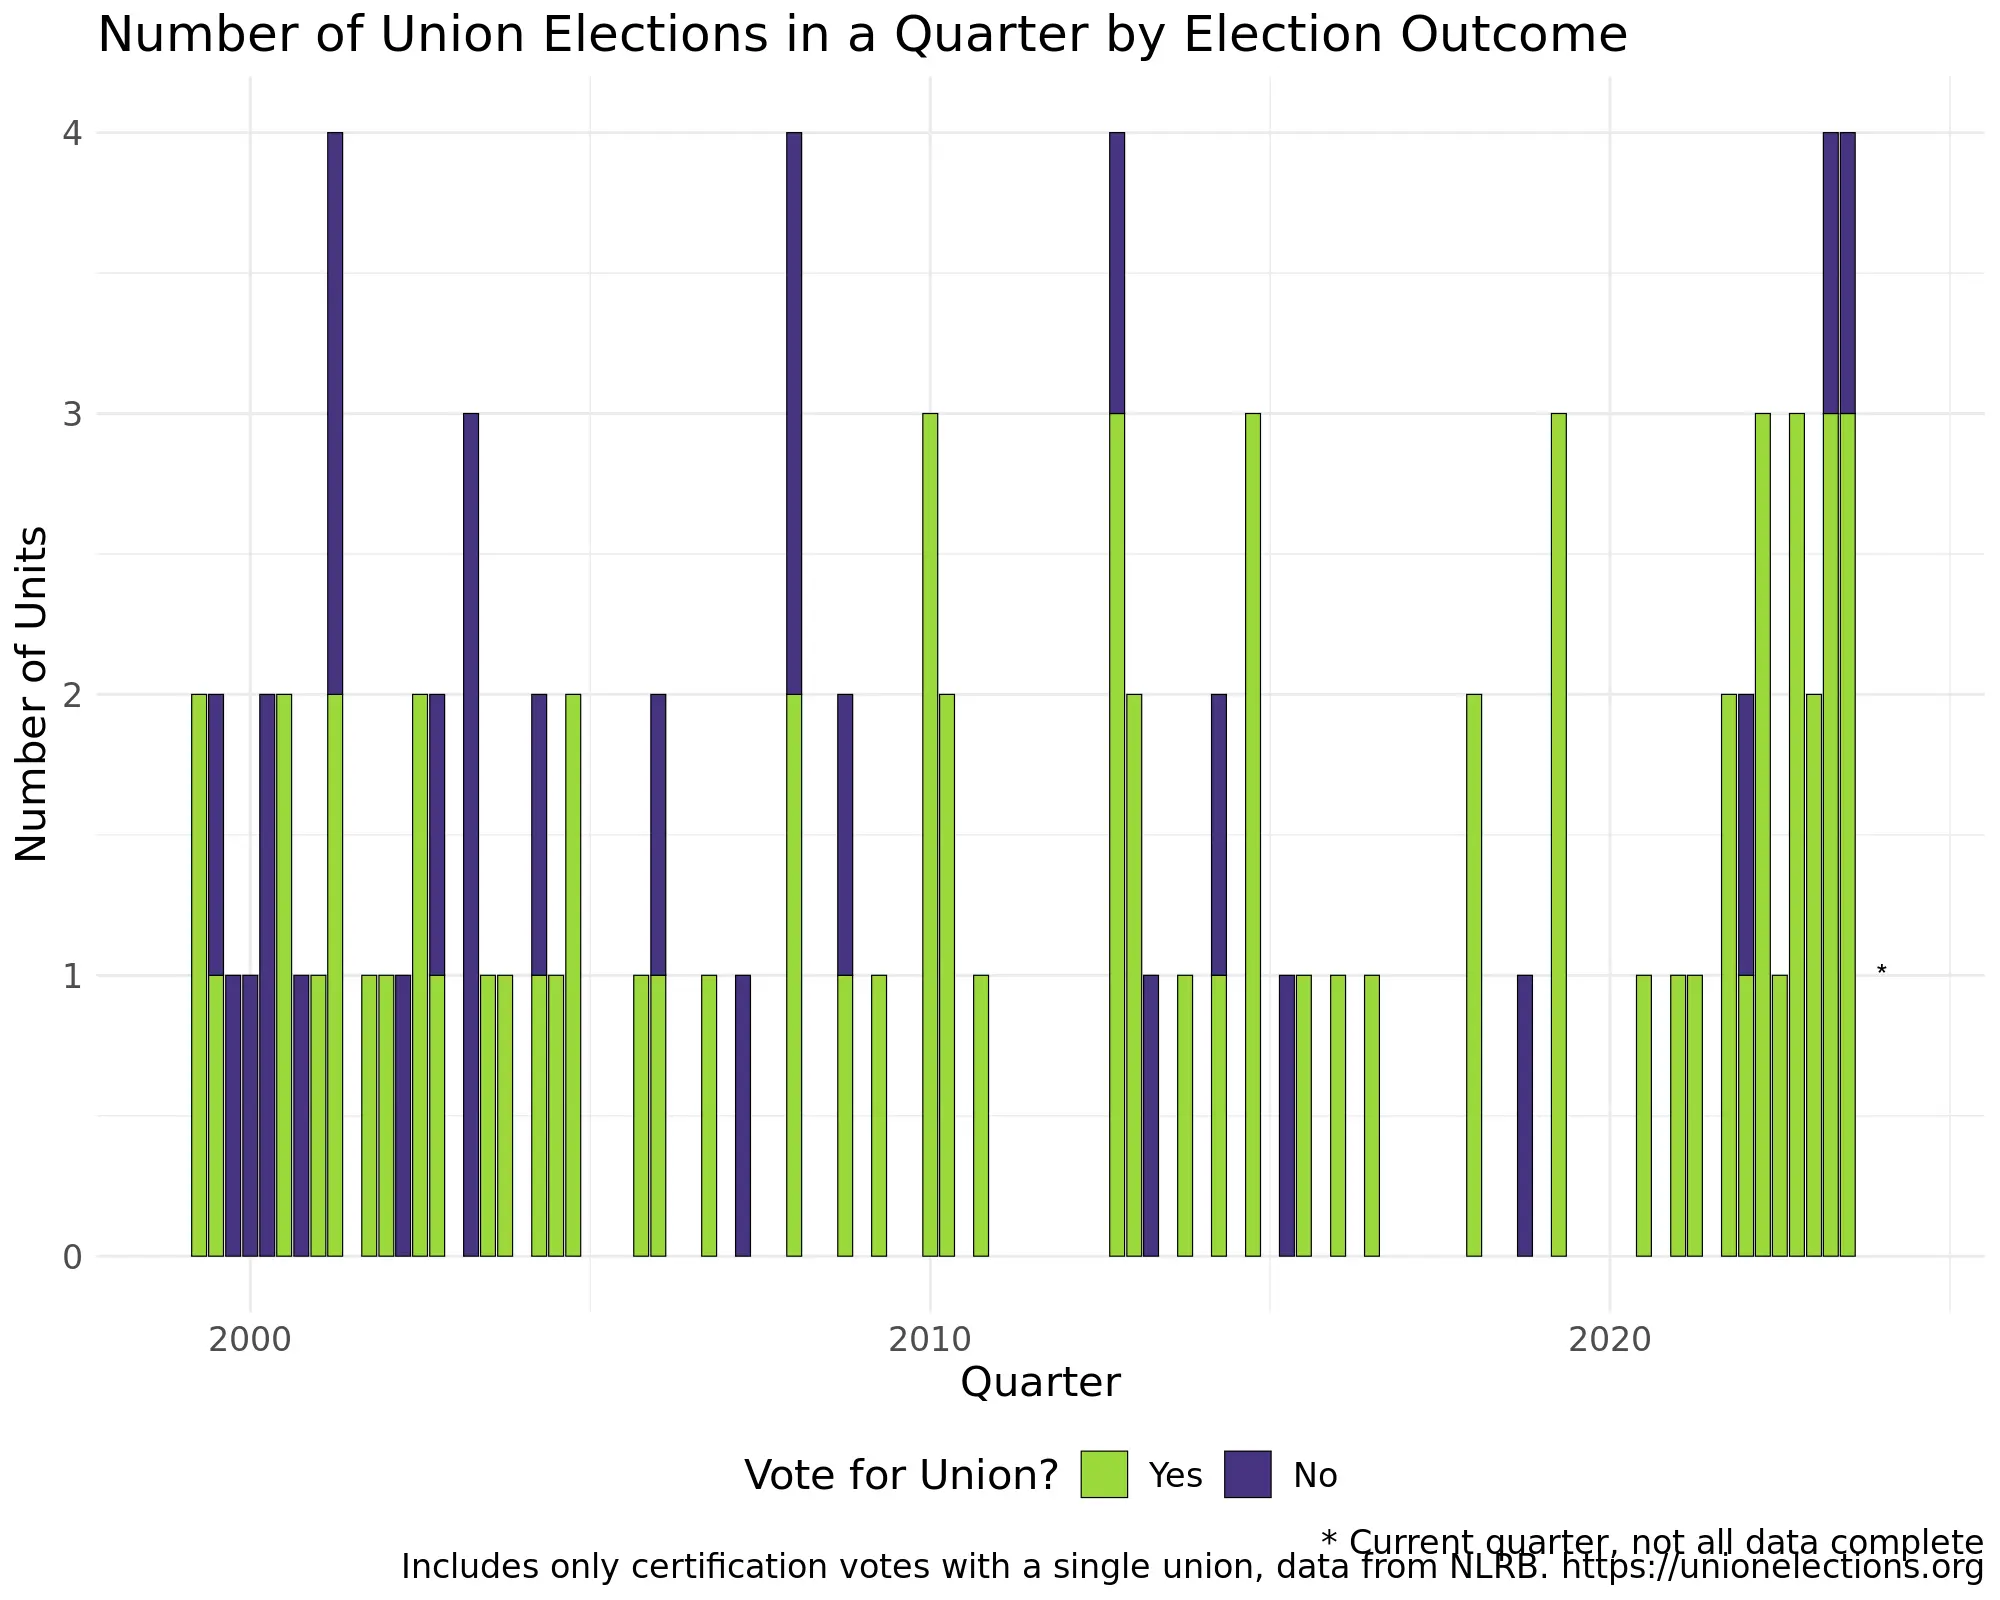 Number of Union Elections in a Quarter by Election Outcome
4
3
2
1
0
Number of Units
*
2000 2010 2020
Quarter
Vote for Union? Yes No
* Current quarter, not all data complete
Includes only certification votes with a single union, data from NLRB. https://unionelections.org